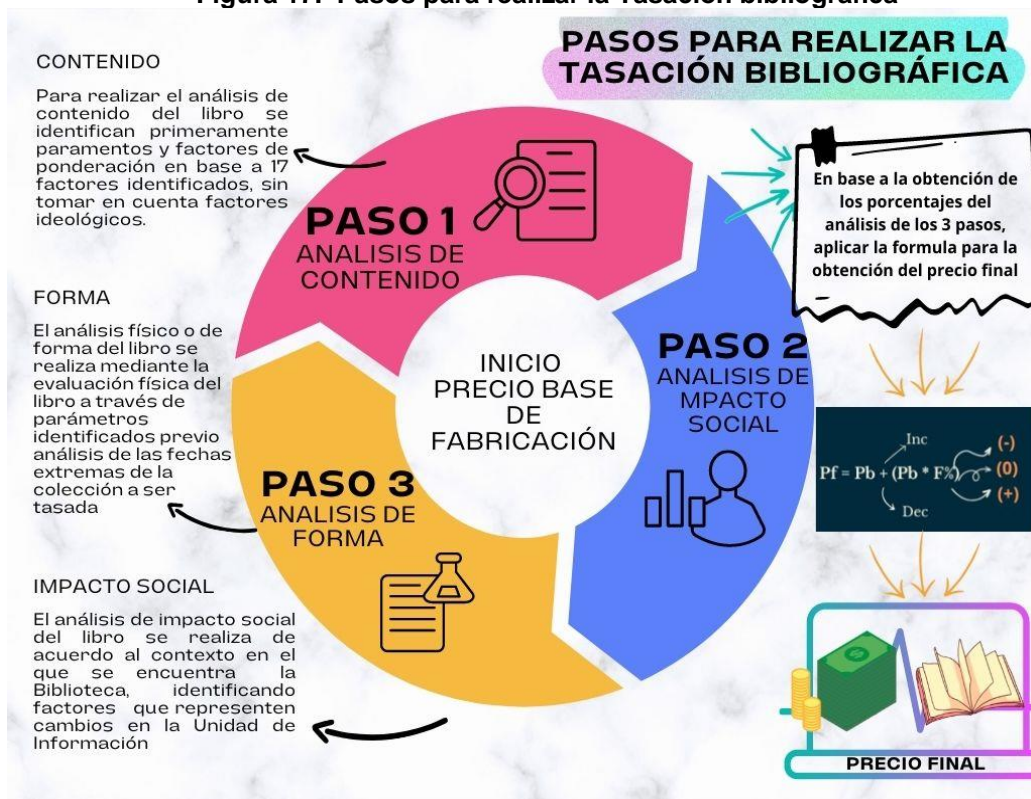 Figura 17. Pasos para realizar la Tasación bibliográfica
PASOS PARA REALIZAR LA
TASACIÓN BIBLIOGRÁFICA
CONTENIDO
Para realizar el análisis de
contenido del libro se
identifican primeramente
paramentos y factores de
ponderación en base a 17
factores identificados, sin
tomar en cuenta factores
ideológicos.
FORMA
El análisis físico o de
forma del libro se
realiza mediante la
evaluación física del
libro a través de
parámetros
identificados previo
análisis de las fechas
extremas de la
colección a ser
tasada
IMPACTO SOCIAL
El análisis de impacto social
del libro se realiza de
acuerdo al contexto en el
que se encuentra la
Biblioteca, identificando
factores que representen
cambios en la Unidad de
Información
PASO 1
ANALISIS DE
CONTENIDO
PASO 2
ANALISIS DE
MPACTO
SOCIAL
PASO 3
ANALISIS DE
FORMA
INICIO
PRECIO BASE
DE
FABRICACIÓN
En base a la obtención de
los porcentajes del
análisis de los 3 pasos,
aplicar la formula para la
obtención del precio final
Inc
Pf = Pb + (Pb * F%)
Dec
(-)
(0)
(+)
PRECIO FINAL